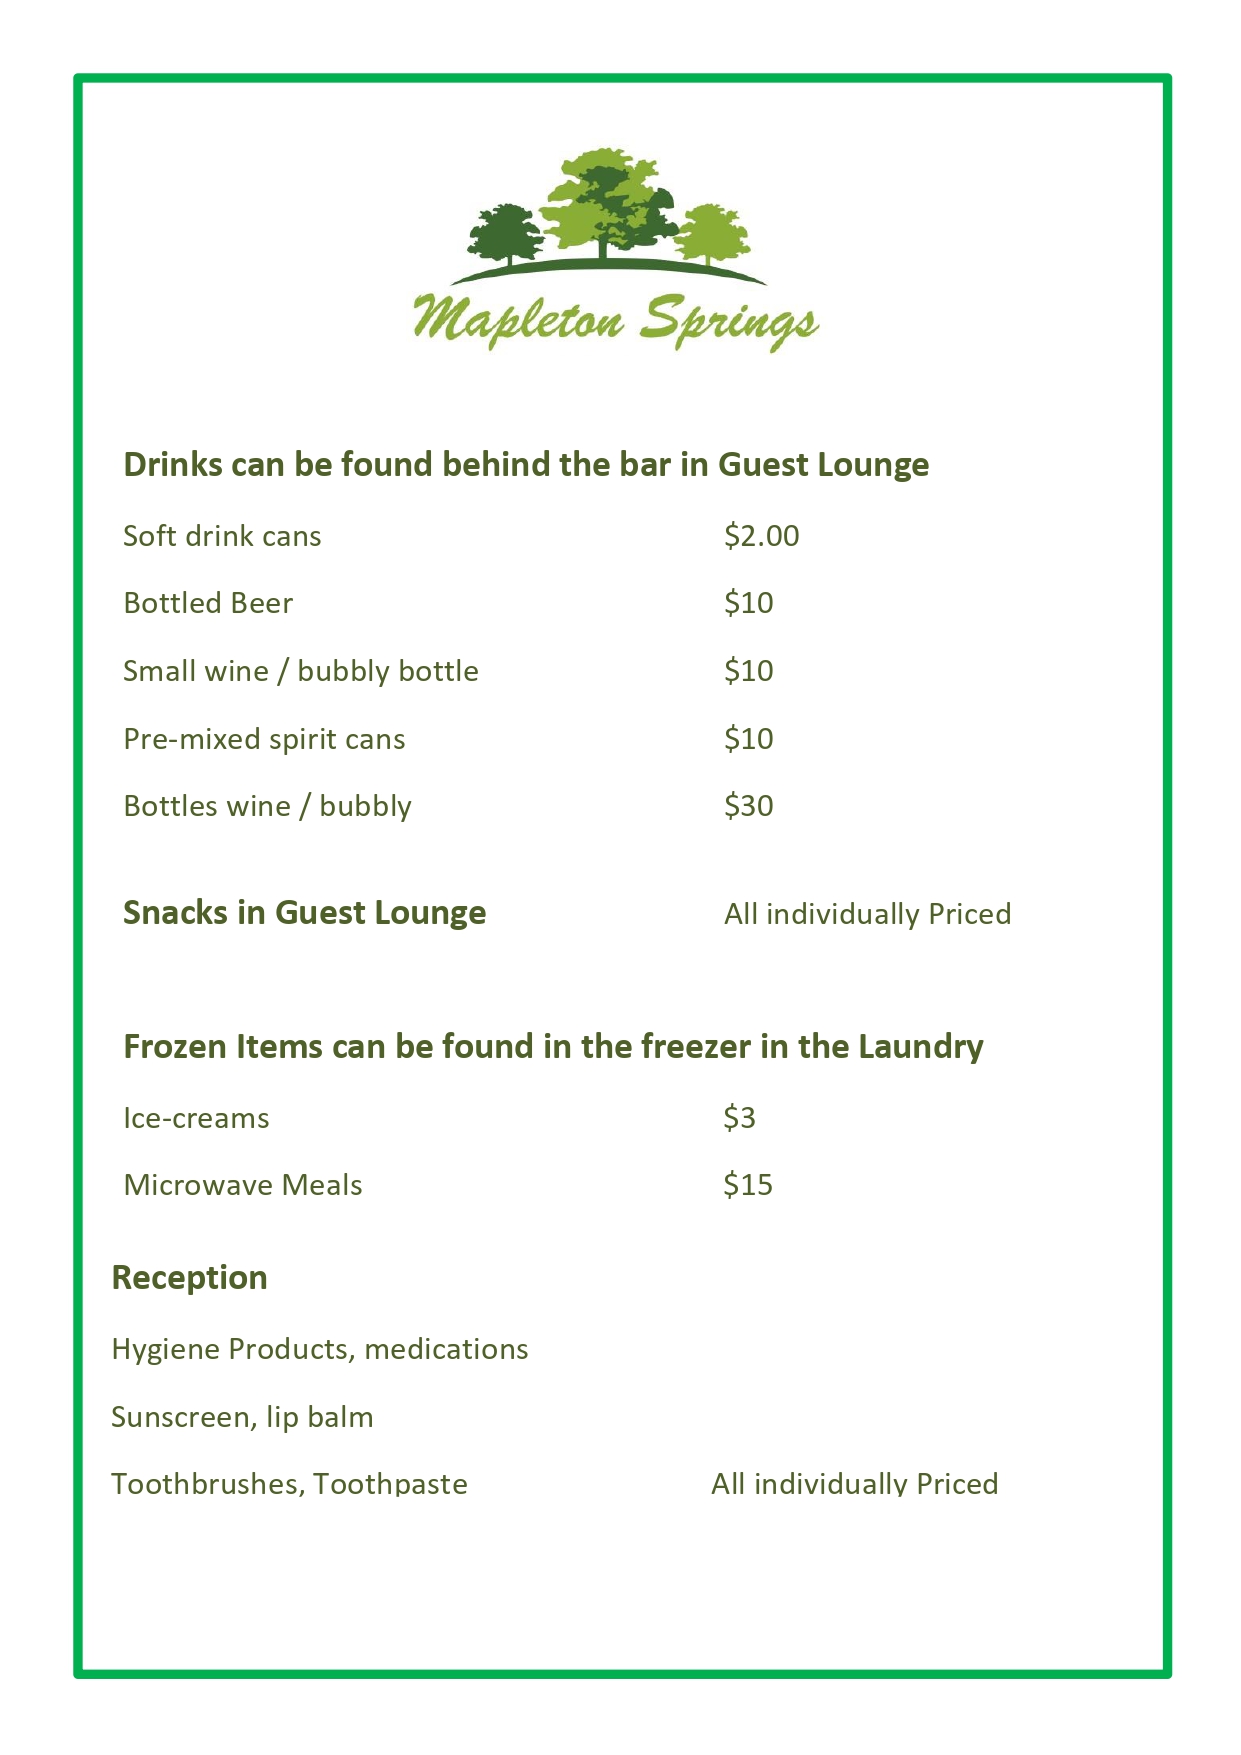 Mapleton Springs
Drinks can be found behind the bar in Guest Lounge
Soft drink cans $2.00
Bottled Beer $10
Small wine / bubbly bottle $10
Pre-mixed spirit cans $10
Bottles wine / bubbly $30
Snacks in Guest Lounge All individually Priced
Frozen Items can be found in the freezer in the Laundry
Ice-creams $3
Microwave Meals $15
Reception
Hygiene Products, medications
Sunscreen, lip balm
Toothbrushes, Toothpaste All individually Priced